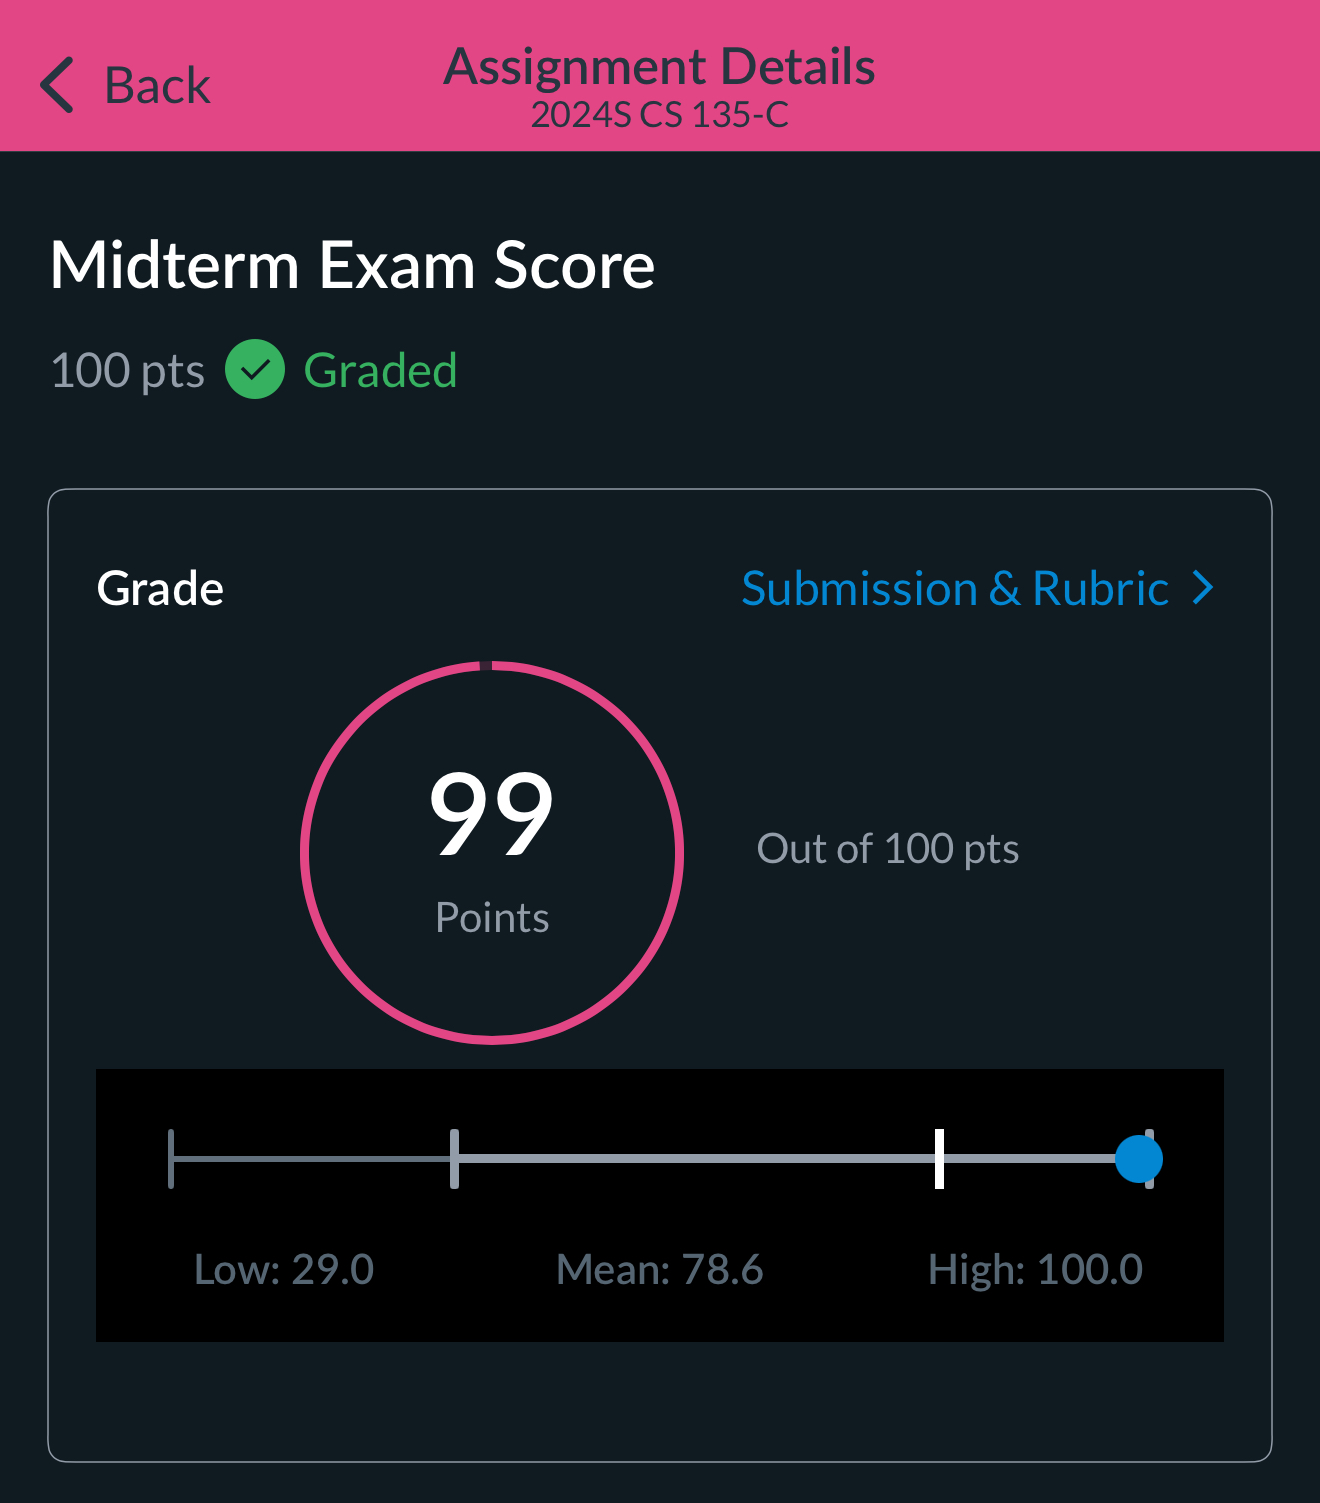 Back
Assignment Details
2024S CS 135-C
Midterm Exam Score
100 pts Graded
Grade
Submission & Rubric
99
Points
Out of 100 pts
Low: 29.0
Mean: 78.6
High: 100.0